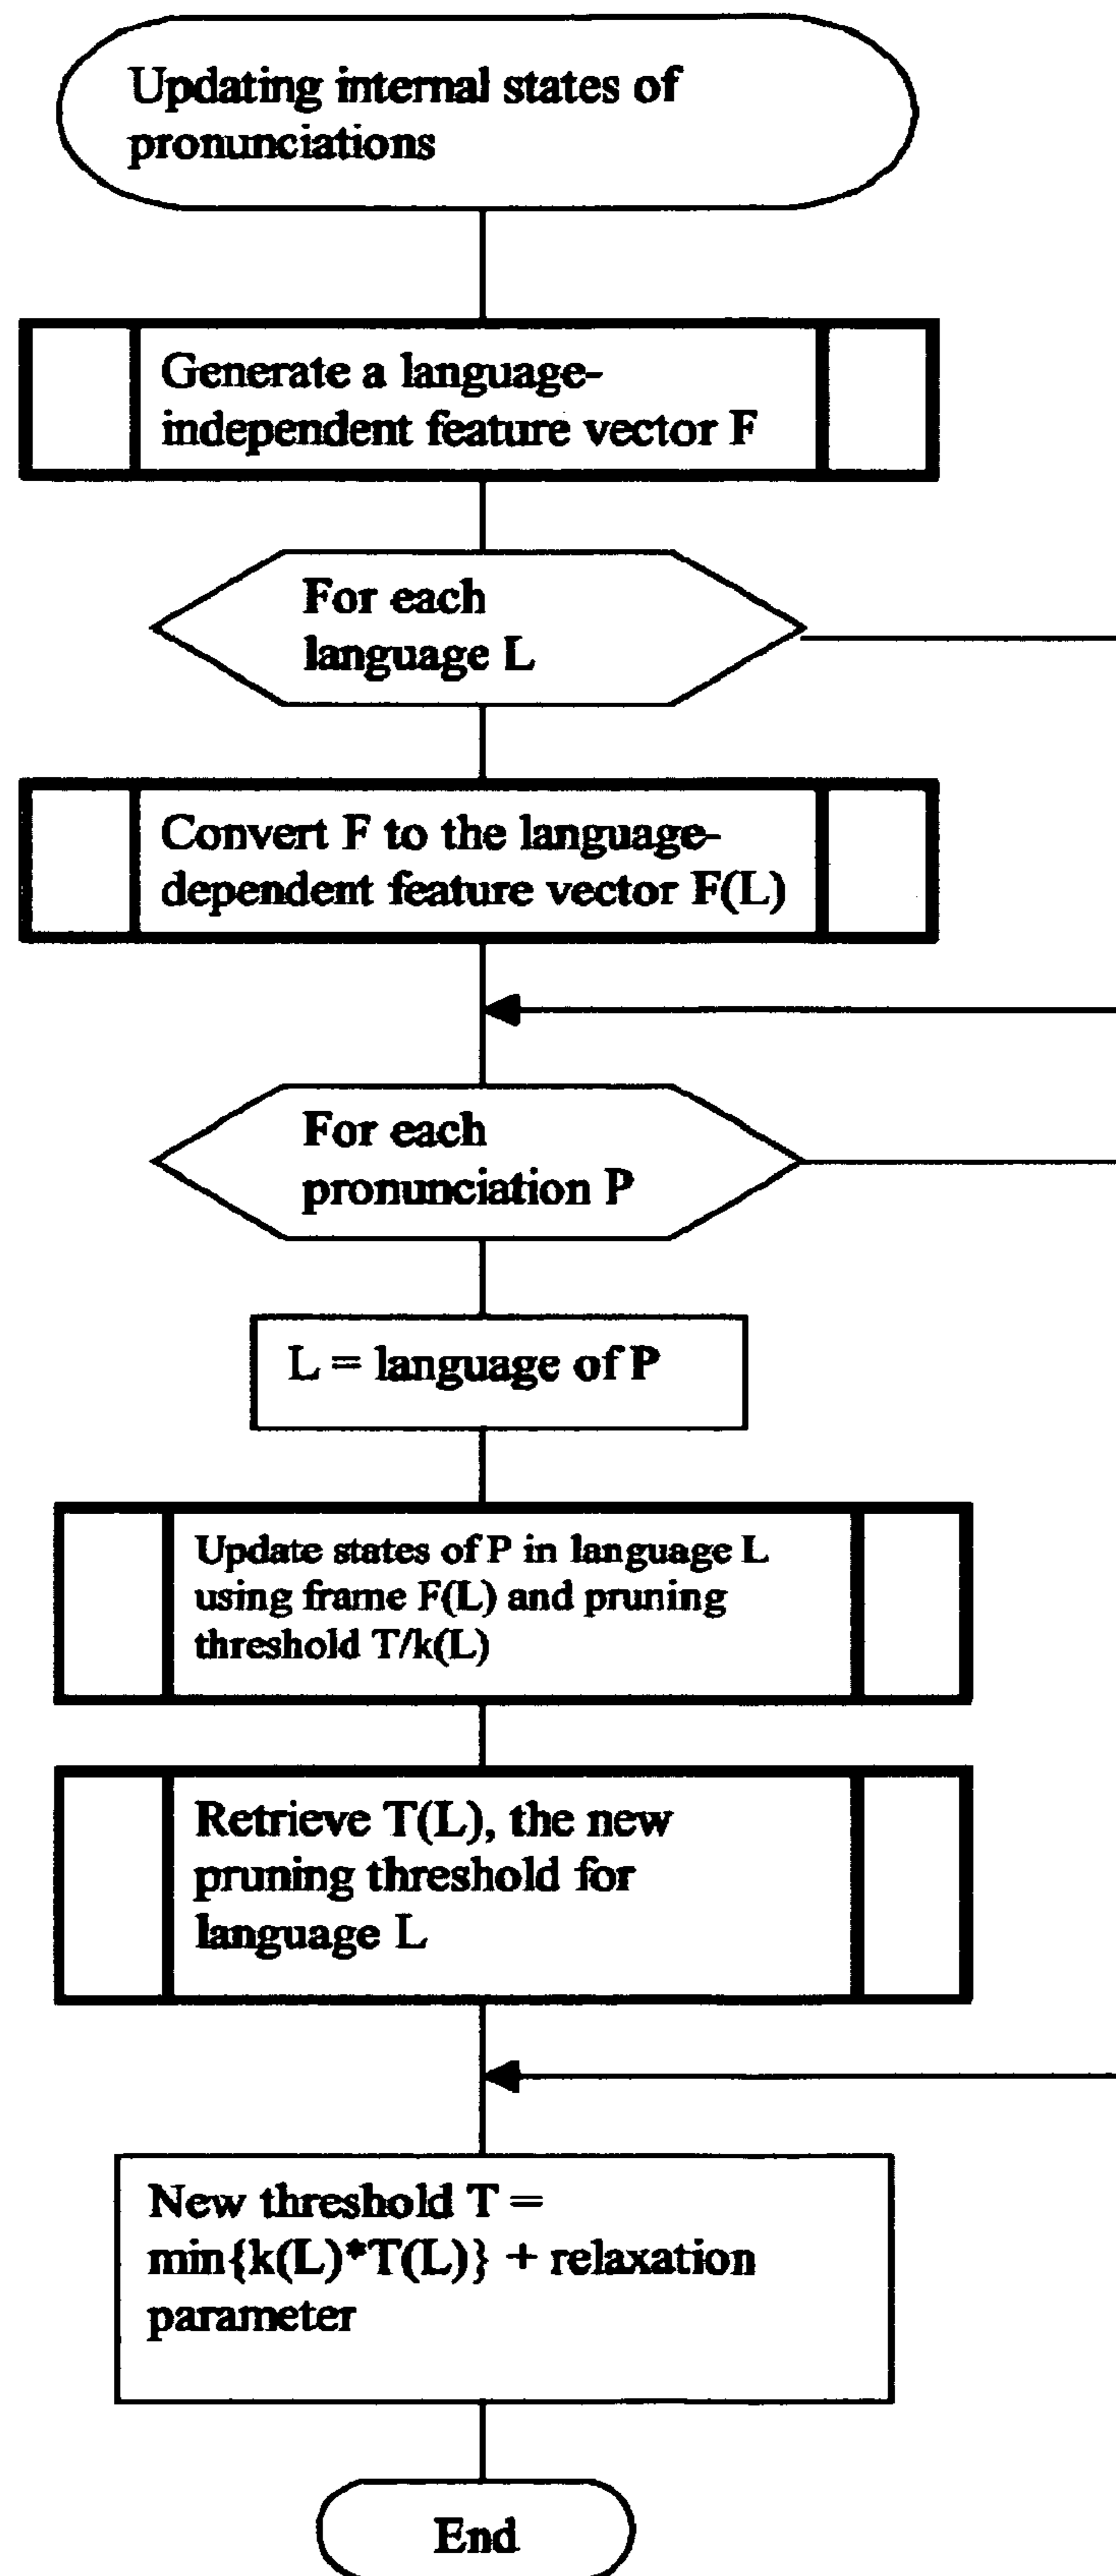 Updating internal states of
pronunciations
Generate a language-
independent feature vector F
For each
language L
Convert F to the language-
dependent feature vector F(L)
For each
pronunciation P
L = language of P
Update states of P in language L
using frame F(L) and pruning
threshold T/k(L)
Retrieve T(L), the new
pruning threshold for
language L
New threshold T =
min{k(L)*T(L)} + relaxation
parameter
End